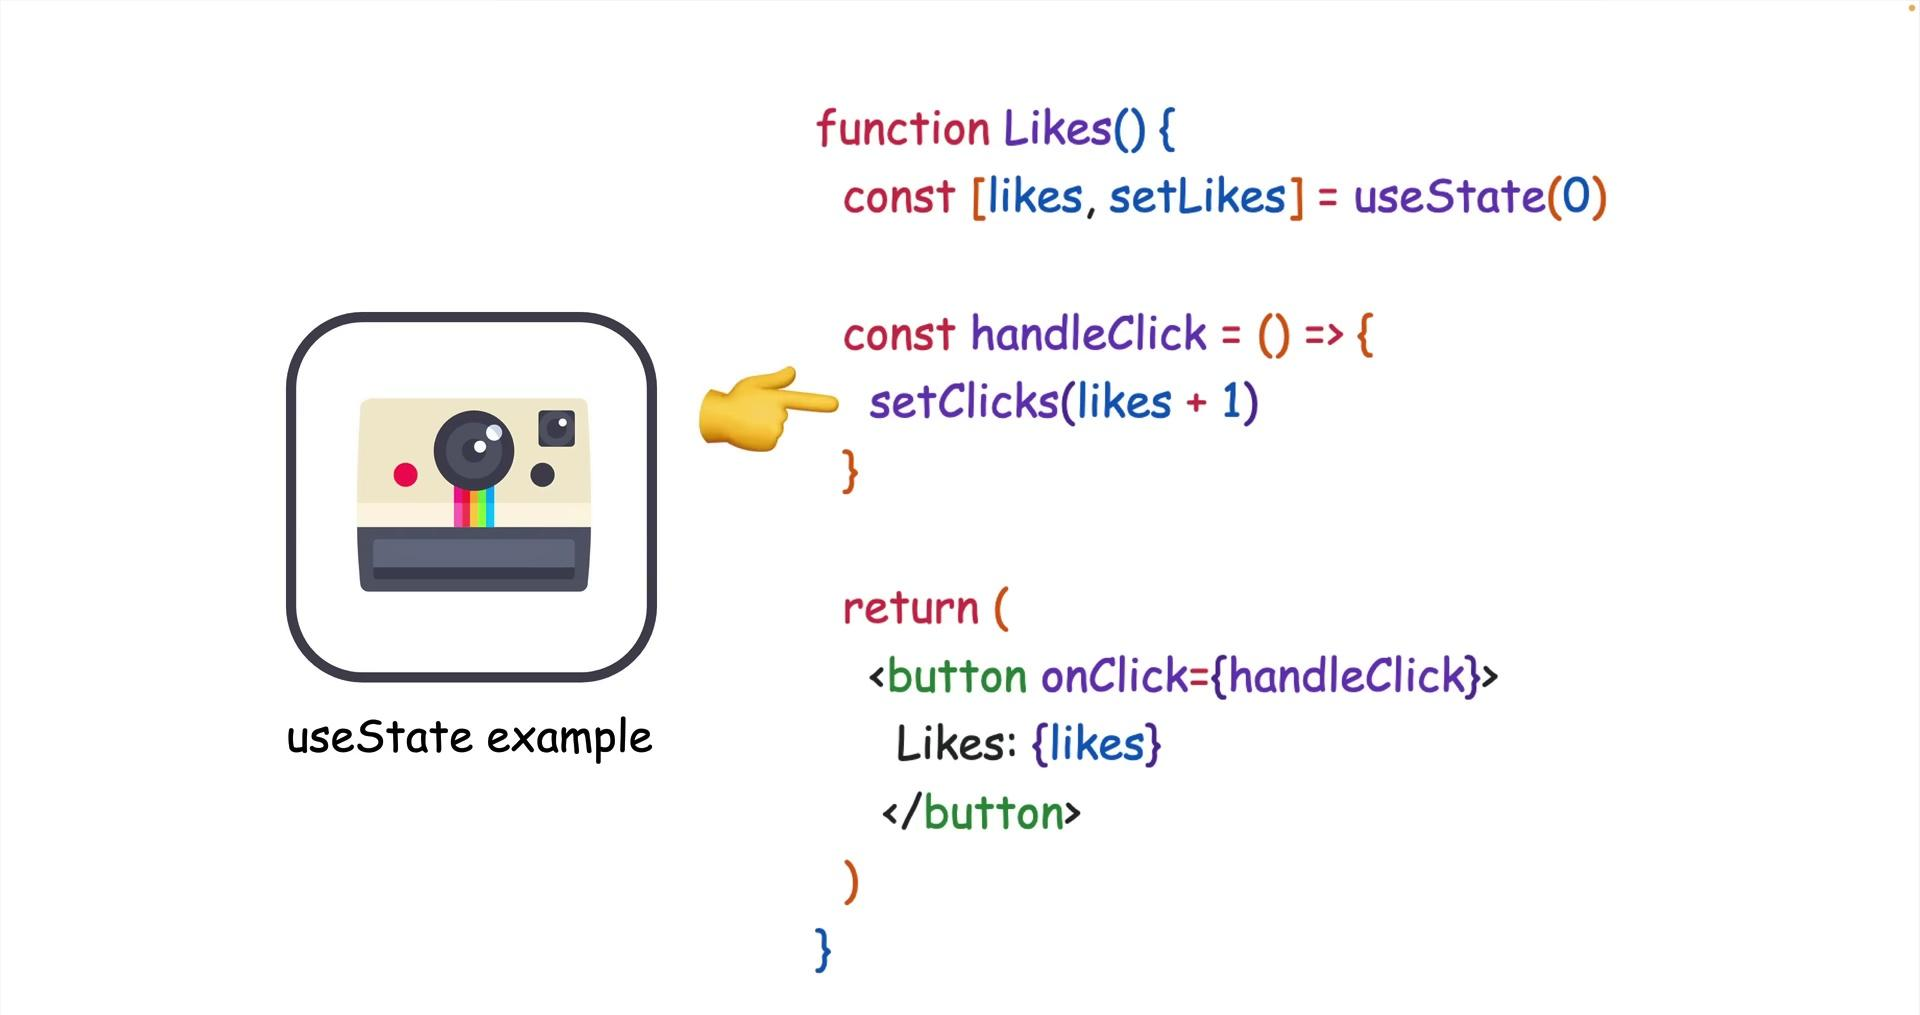 function Likes() {
const [likes, setLikes] = useState(0)
const handleClick = () => {
setClicks(likes + 1)
}
return (
<button onClick={handleClick}>
Likes: {likes}
</button>
)
}
useState example